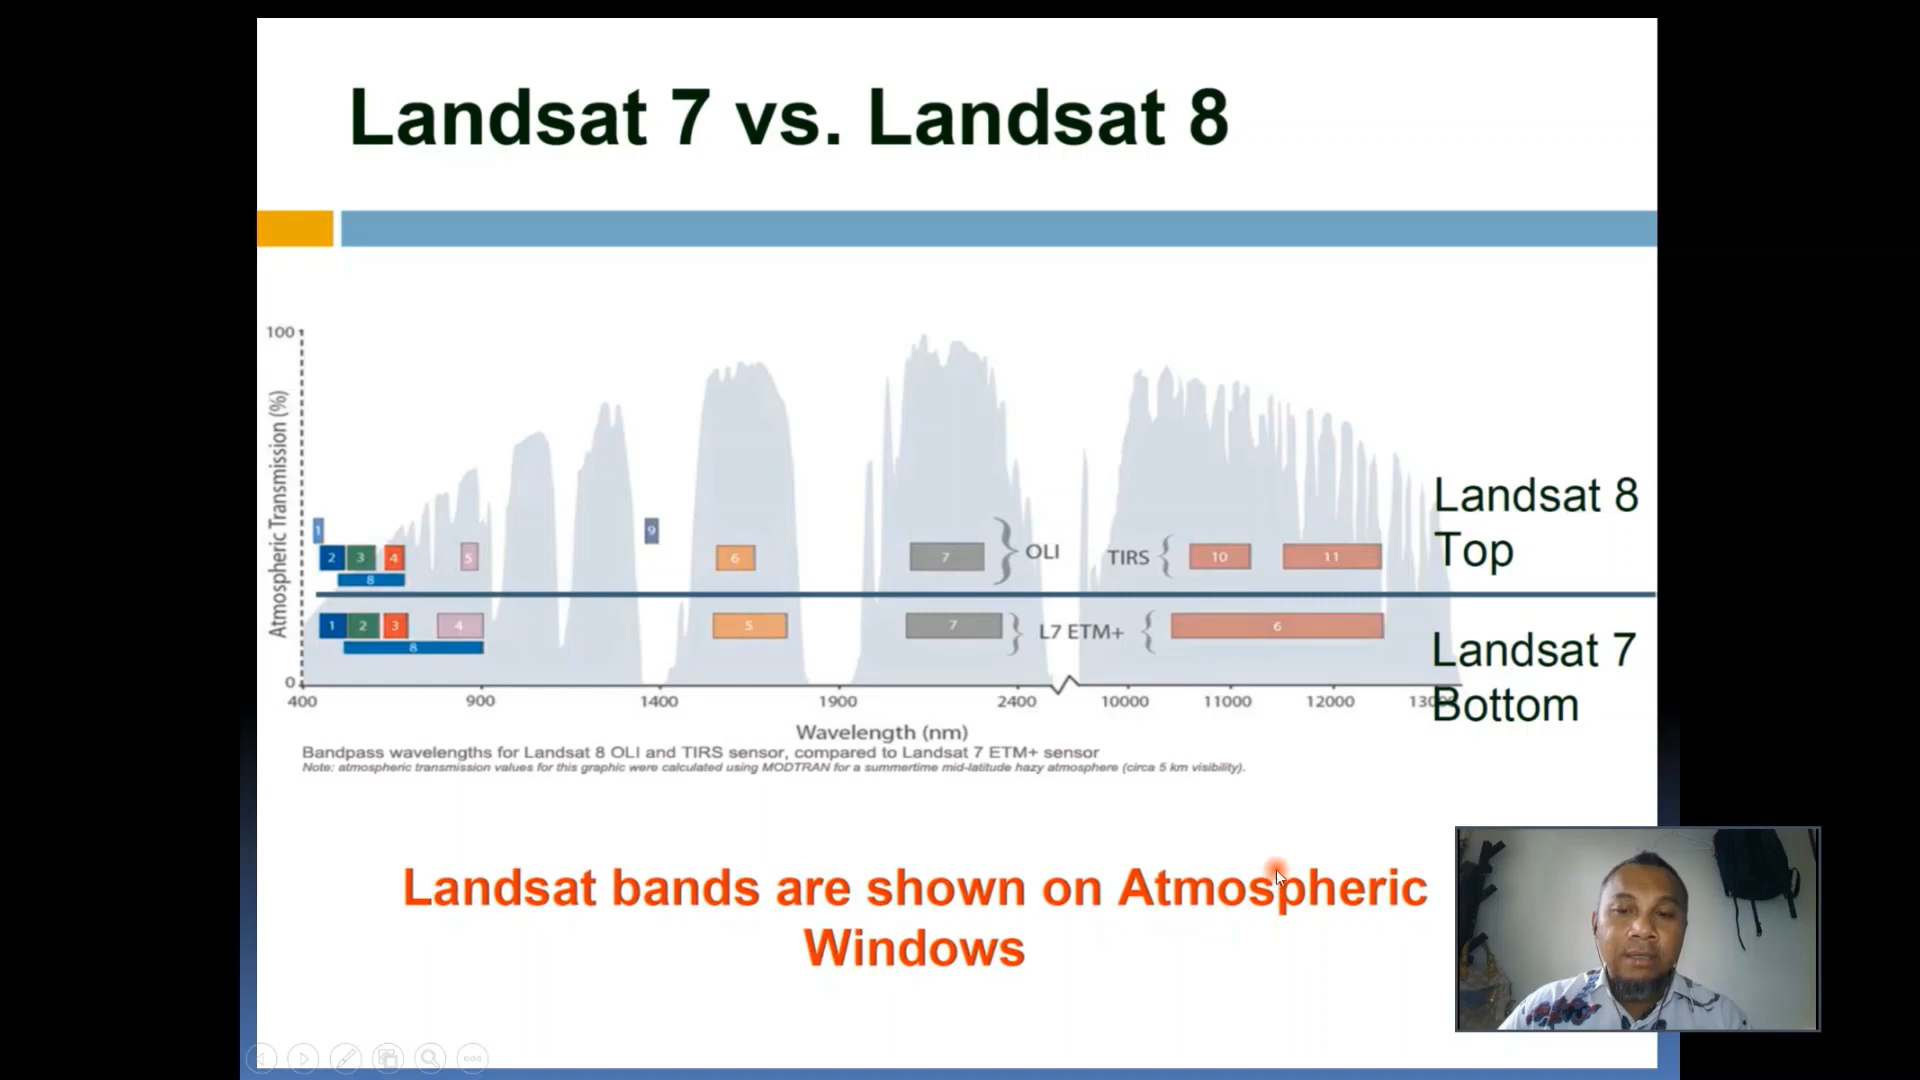 Landsat 7 vs. Landsat 8
100
Atmospheric Transmission (%)
1
9
2 3 4 5 6 7 OLI TIRS 10 11
8
Landsat 8
Top
1 2 3 4 5 7 L7 ETM+ 6
8
Landsat 7
Bottom
0
400 900 1400 1900 2400 10000 11000 12000 13000
Wavelength (nm)
Bandpass wavelengths for Landsat 8 OLI and TIRS sensor, compared to Landsat 7 ETM+ sensor
Note: atmospheric transmission values for this graphic were calculated using MODTRAN for a summertime mid-latitude hazy atmosphere (circa 5 km visibility).
Landsat bands are shown on Atmospheric
Windows